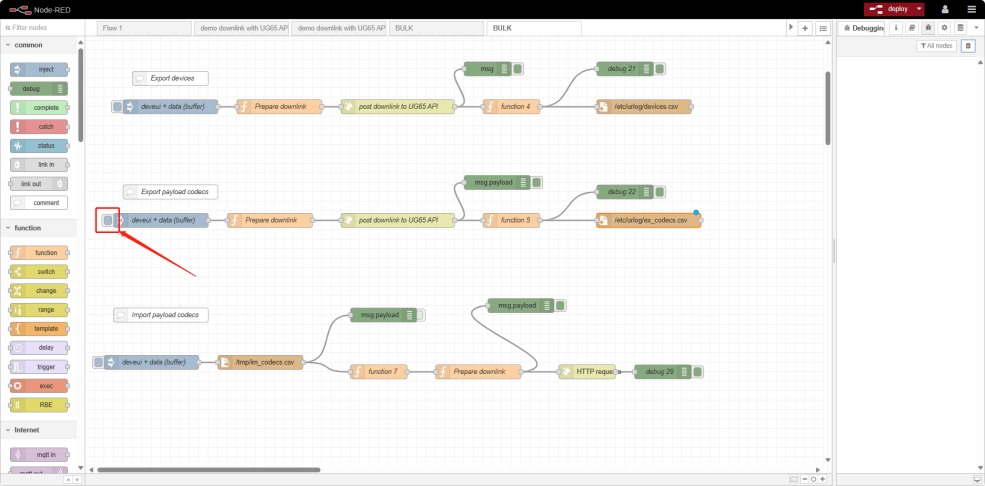 Node-RED
deploy
Filter nodes
Flow 1
demo downlink with UG65 AP
demo downlink with UG65 AP
BULK
BULK
Debugging
All nodes
common
inject
debug
complete
catch
status
link in
link out
comment
function
function
switch
change
range
template
delay
trigger
exec
RBE
Internet
mqtt in
Export devices
msg
debug 21
deveui + data (buffer)
Prepare downlink
post downlink to UG65 API
function 4
/etc/urlog/devices.csv
Export payload codecs
msg.payload
debug 22
deveui + data (buffer)
Prepare downlink
post downlink to UG65 API
function 5
/etc/urlog/ex_codecs.csv
Import payload codecs
msg.payload
msg.payload
deveui + data (buffer)
/tmp/im_codecs.csv
function 7
Prepare downlink
HTTP reque
debug 29